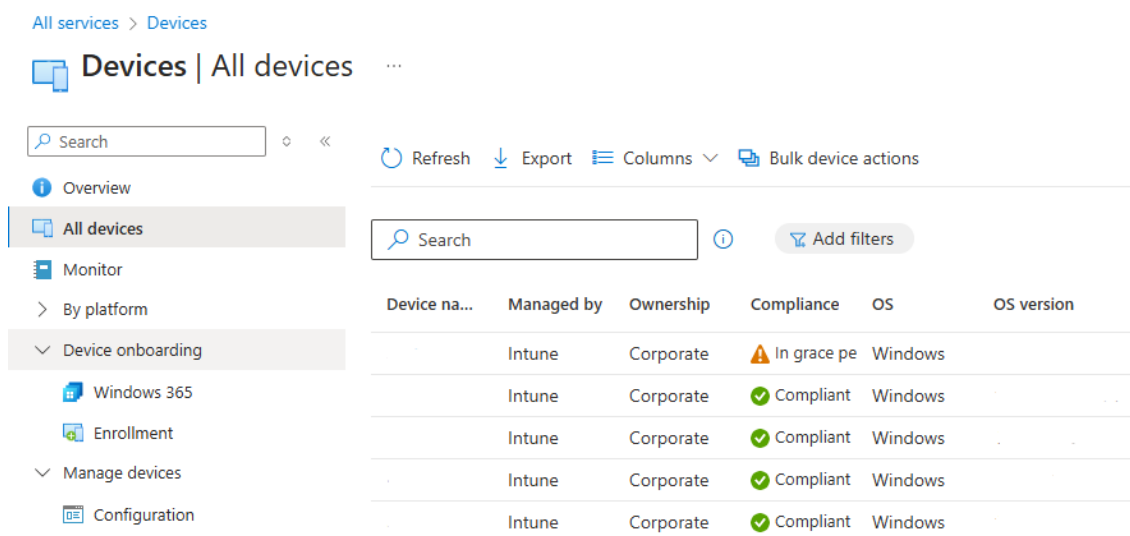 All services > Devices
Devices | All devices ...
Search
Overview
All devices
Monitor
By platform
Device onboarding
Windows 365
Enrollment
Manage devices
Configuration
Refresh Export Columns Bulk device actions
Search Add filters
Device na... Managed by Ownership Compliance OS OS version
Intune Corporate In grace pe Windows
Intune Corporate Compliant Windows
Intune Corporate Compliant Windows
Intune Corporate Compliant Windows
Intune Corporate Compliant Windows